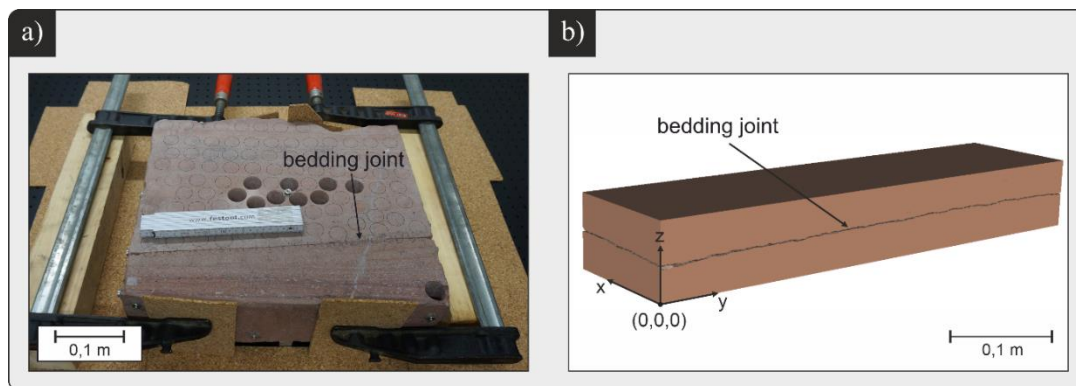 a)
bedding joint
0,1 m
b)
bedding joint
z
x
y
(0,0,0)
0,1 m